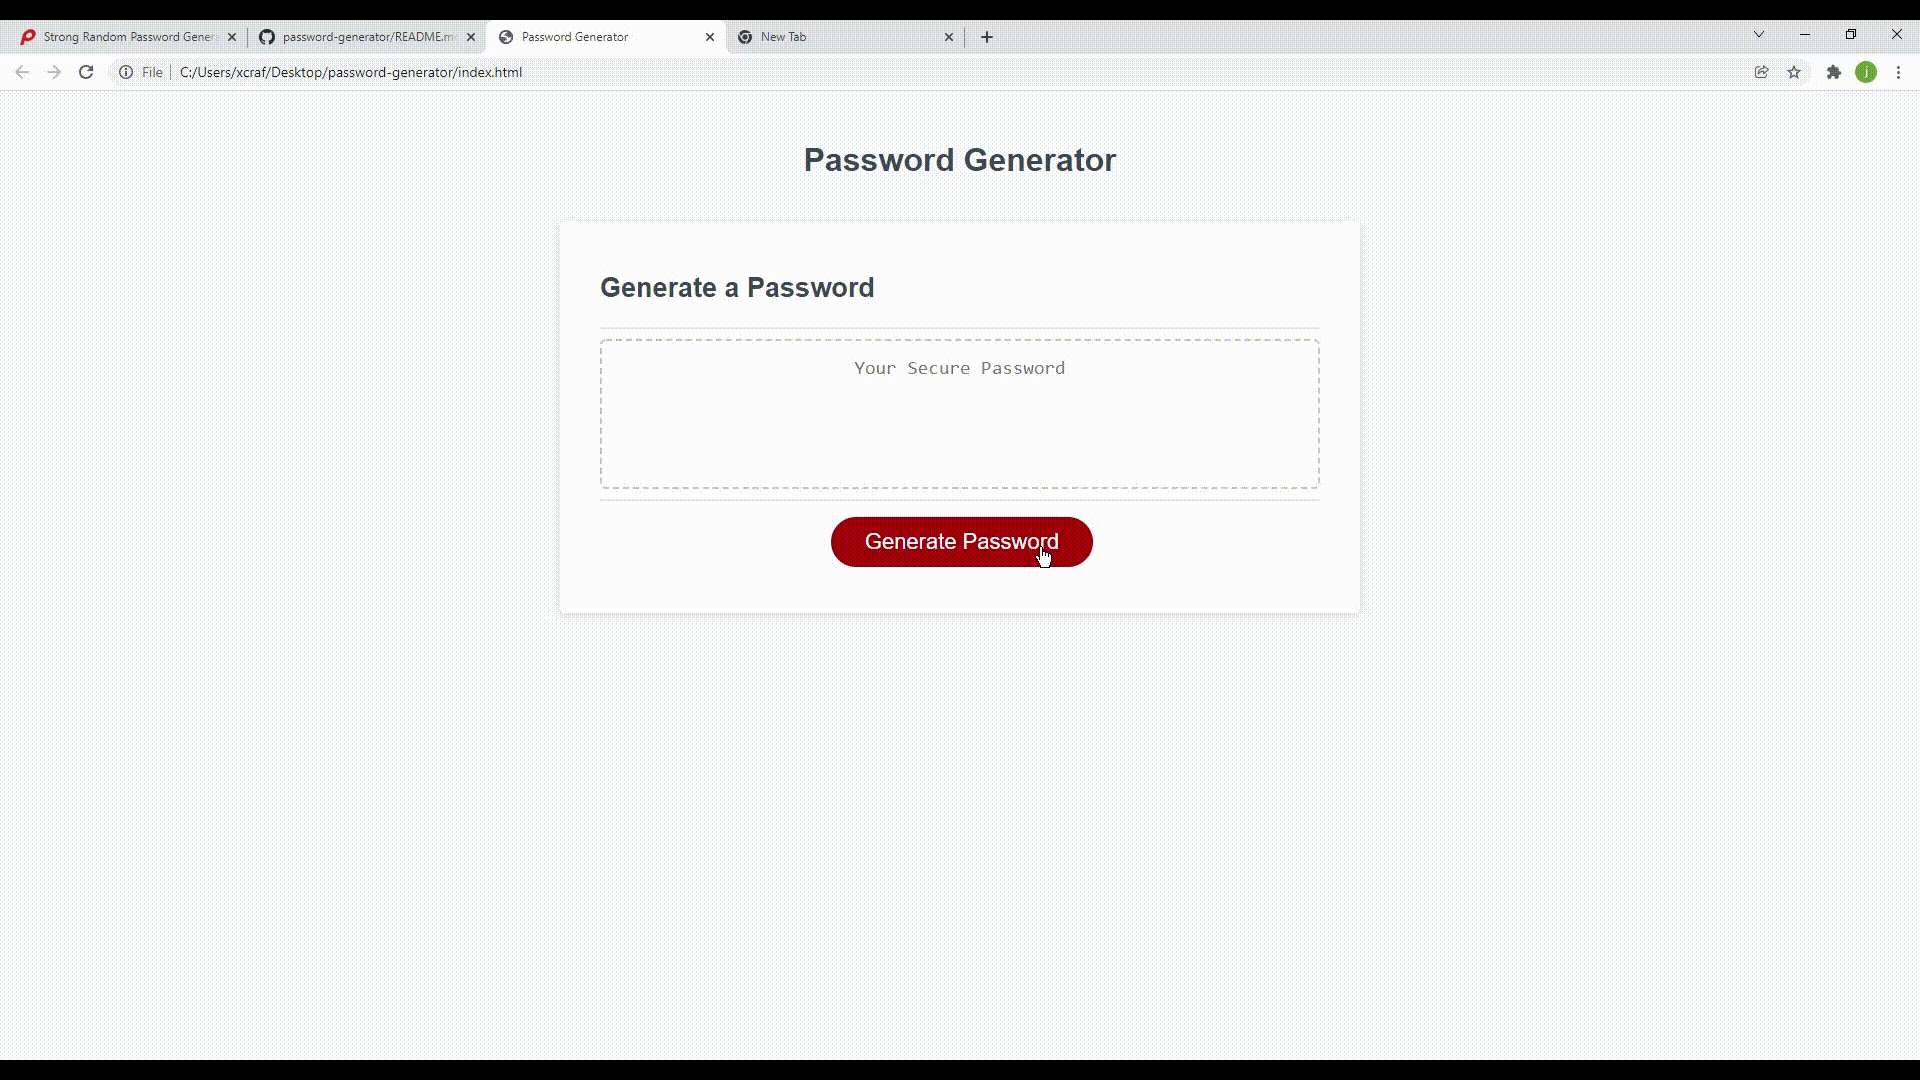 Strong Random Password Gener
password-generator/README.m
Password Generator
New Tab
File
C:/Users/xcraf/Desktop/password-generator/index.html
j
Password Generator
Generate a Password
Your Secure Password
Generate Password